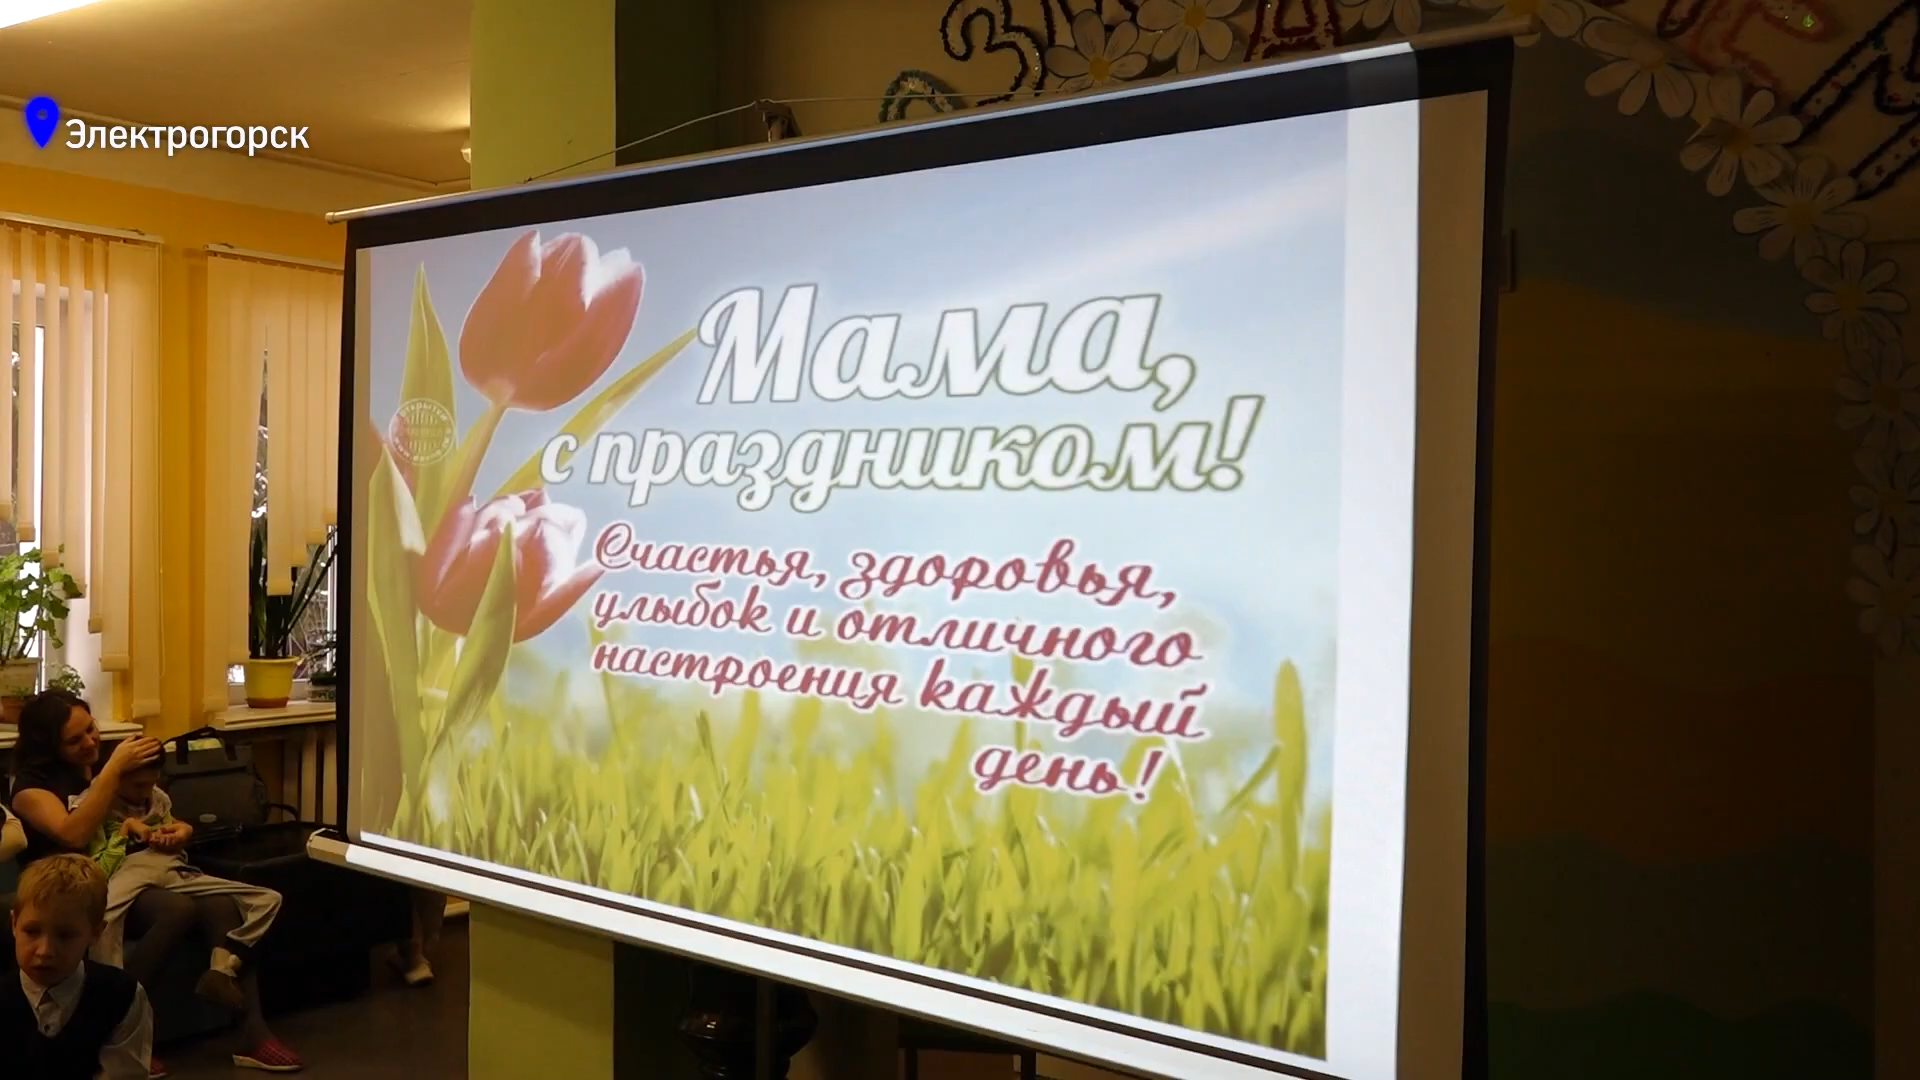 Электрогорск
Мама,
с праздником!
Счастья, здоровья,
улыбок и отличного
настроения каждый
день!